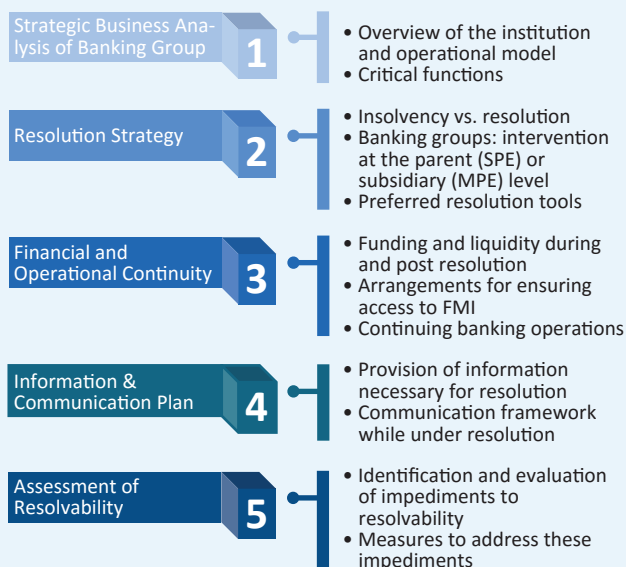 Strategic Business Ana-
lysis of Banking Group
1
• Overview of the institution
and operational model
• Critical functions
Resolution Strategy
2
• Insolvency vs. resolution
• Banking groups: intervention
at the parent (SPE) or
subsidiary (MPE) level
• Preferred resolution tools
Financial and
Operational Continuity
3
• Funding and liquidity during
and post resolution
• Arrangements for ensuring
access to FMI
• Continuing banking operations
Information &
Communication Plan
4
• Provision of information
necessary for resolution
• Communication framework
while under resolution
Assessment of
Resolvability
5
• Identification and evaluation
of impediments to
resolvability
• Measures to address these
impediments